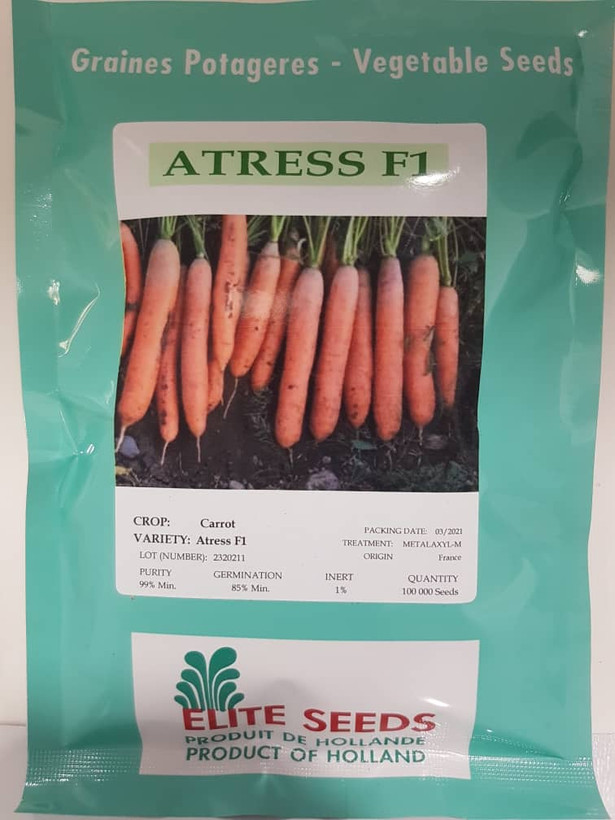 Graines Potageres - Vegetable Seeds
ATRESS F1
CROP: Carrot
VARIETY: Atress F1
LOT (NUMBER): 2320211
PACKING DATE: 03/2021
TREATMENT: METALAXYL-M
ORIGIN France
PURITY GERMINATION INERT QUANTITY
99% Min. 85% Min. 1% 100 000 Seeds
ELITE SEEDS
PRODUIT DE HOLLANDE
PRODUCT OF HOLLAND